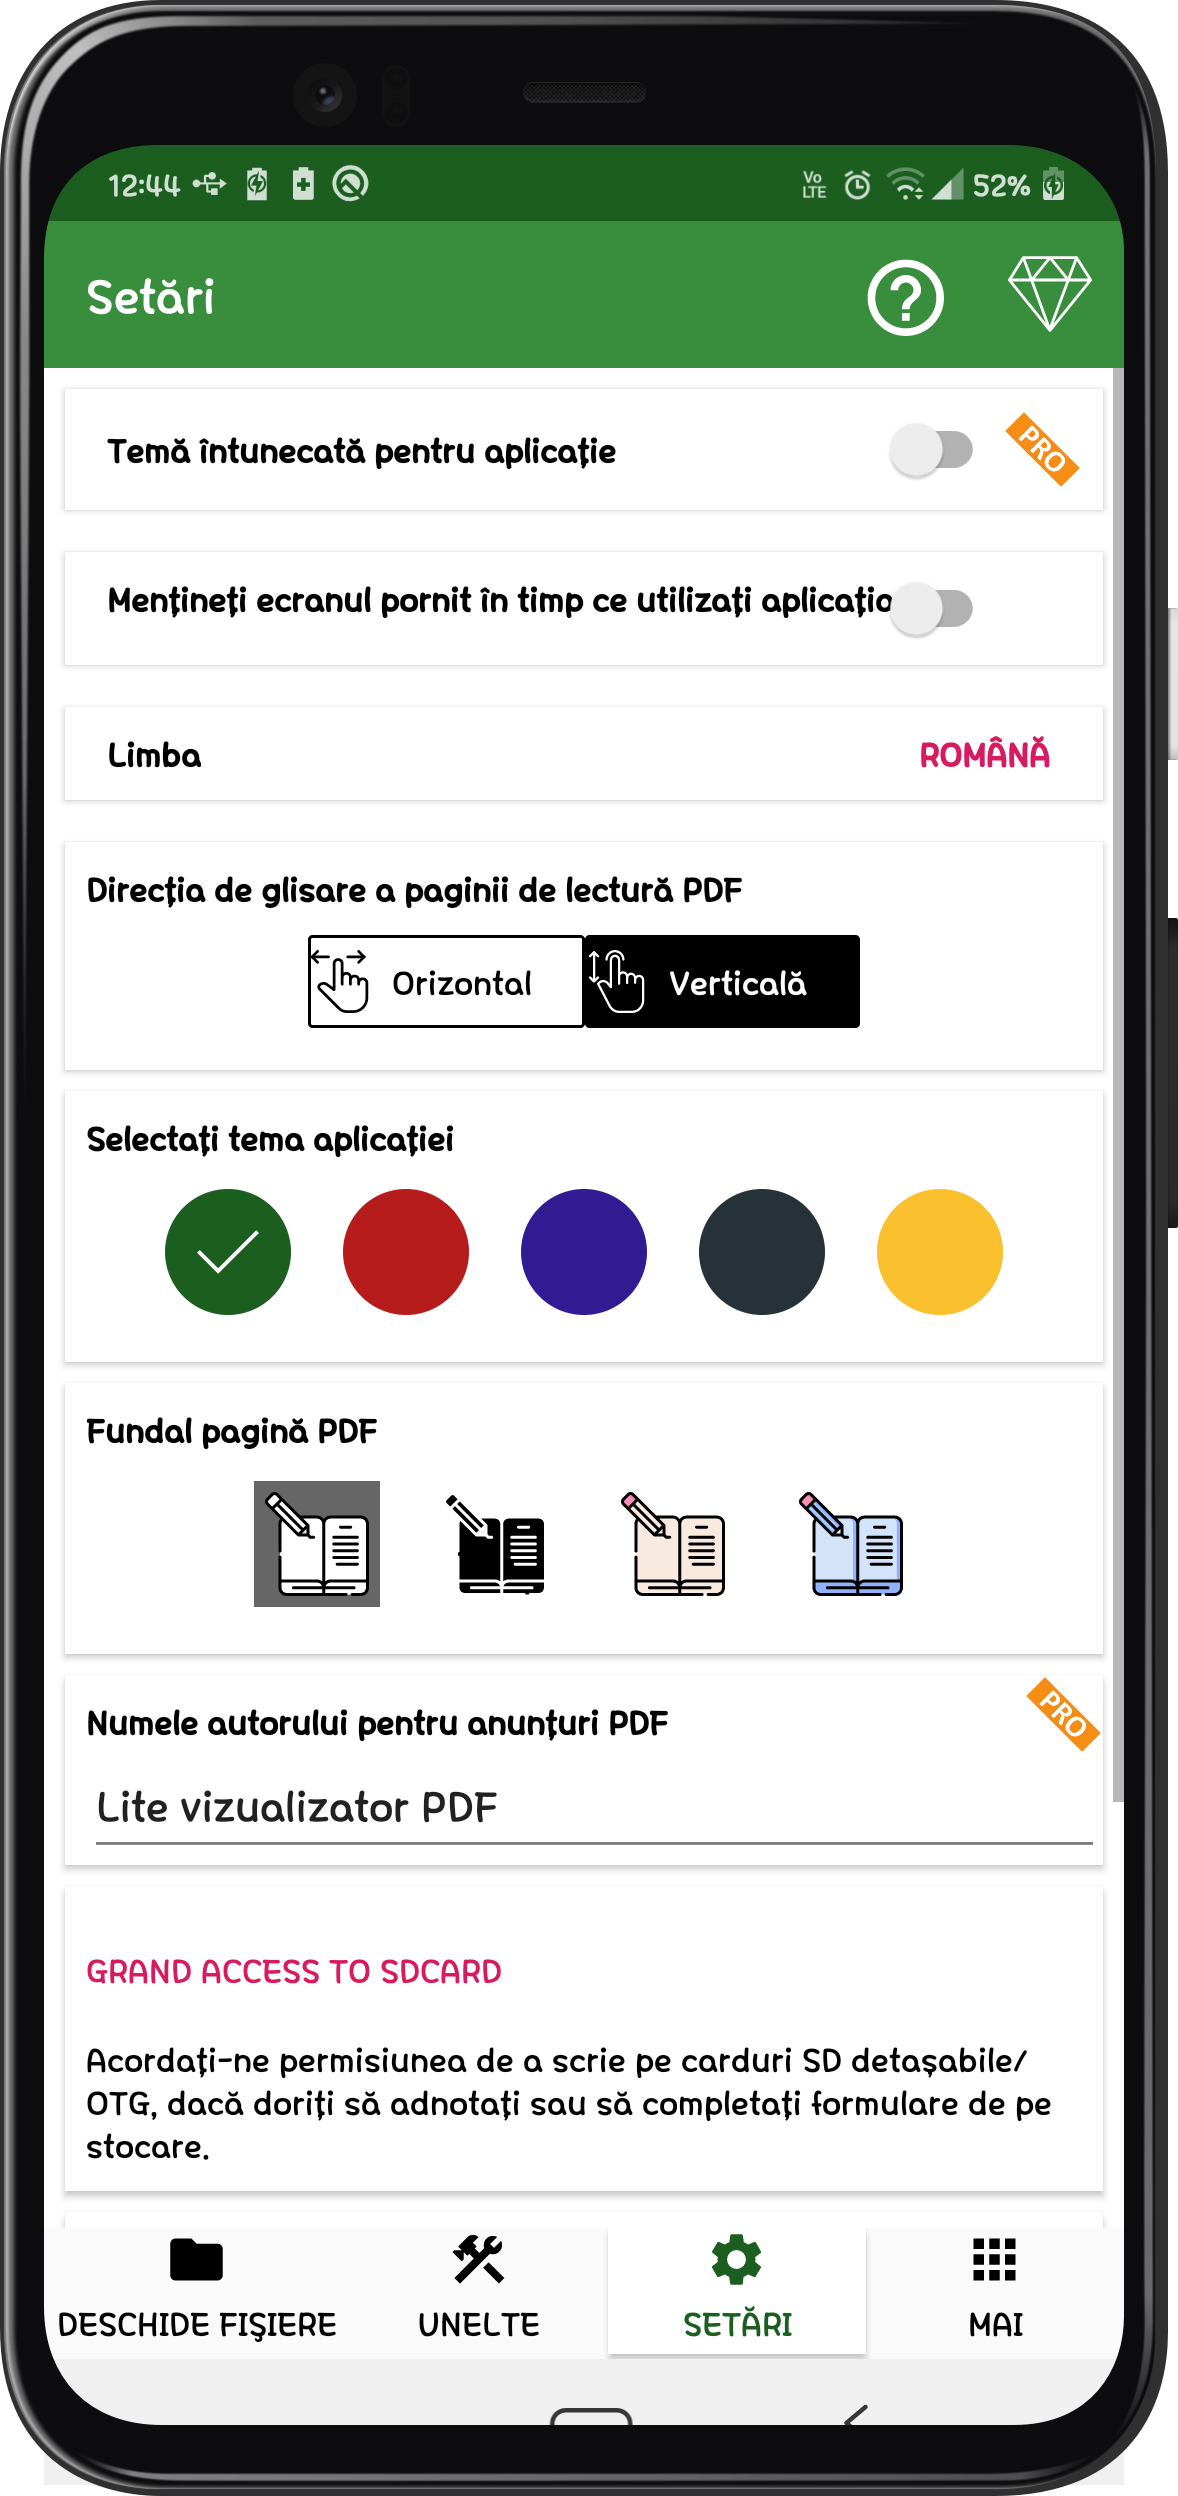 12:44
Vo LTE
52%
Setări
Temă întunecată pentru aplicație
PRO
Mențineți ecranul pornit în timp ce utilizați aplicația
Limba
ROMÂNĂ
Direcția de glisare a paginii de lectură PDF
Orizontal
Verticală
Selectați tema aplicației
Fundal pagină PDF
Numele autorului pentru anunțuri PDF
PRO
Lite vizualizator PDF
GRAND ACCESS TO SDCARD
Acordați-ne permisiunea de a scrie pe carduri SD detașabile/
OTG, dacă doriți să adnotați sau să completați formulare de pe
stocare.
DESCHIDE FIŞIERE
UNELTE
SETĂRI
MAI